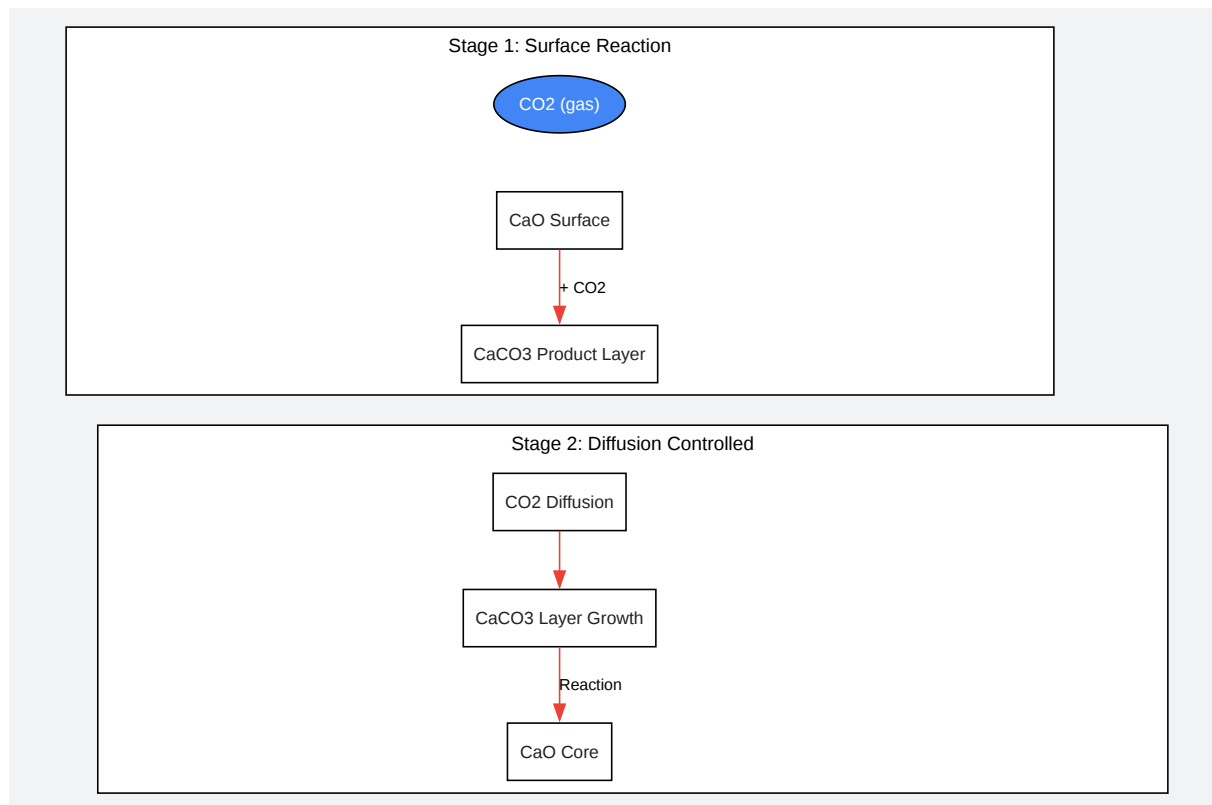 Stage 1: Surface Reaction
CO2 (gas)
CaO Surface
+ CO2
CaCO3 Product Layer
Stage 2: Diffusion Controlled
CO2 Diffusion
CaCO3 Layer Growth
Reaction
CaO Core